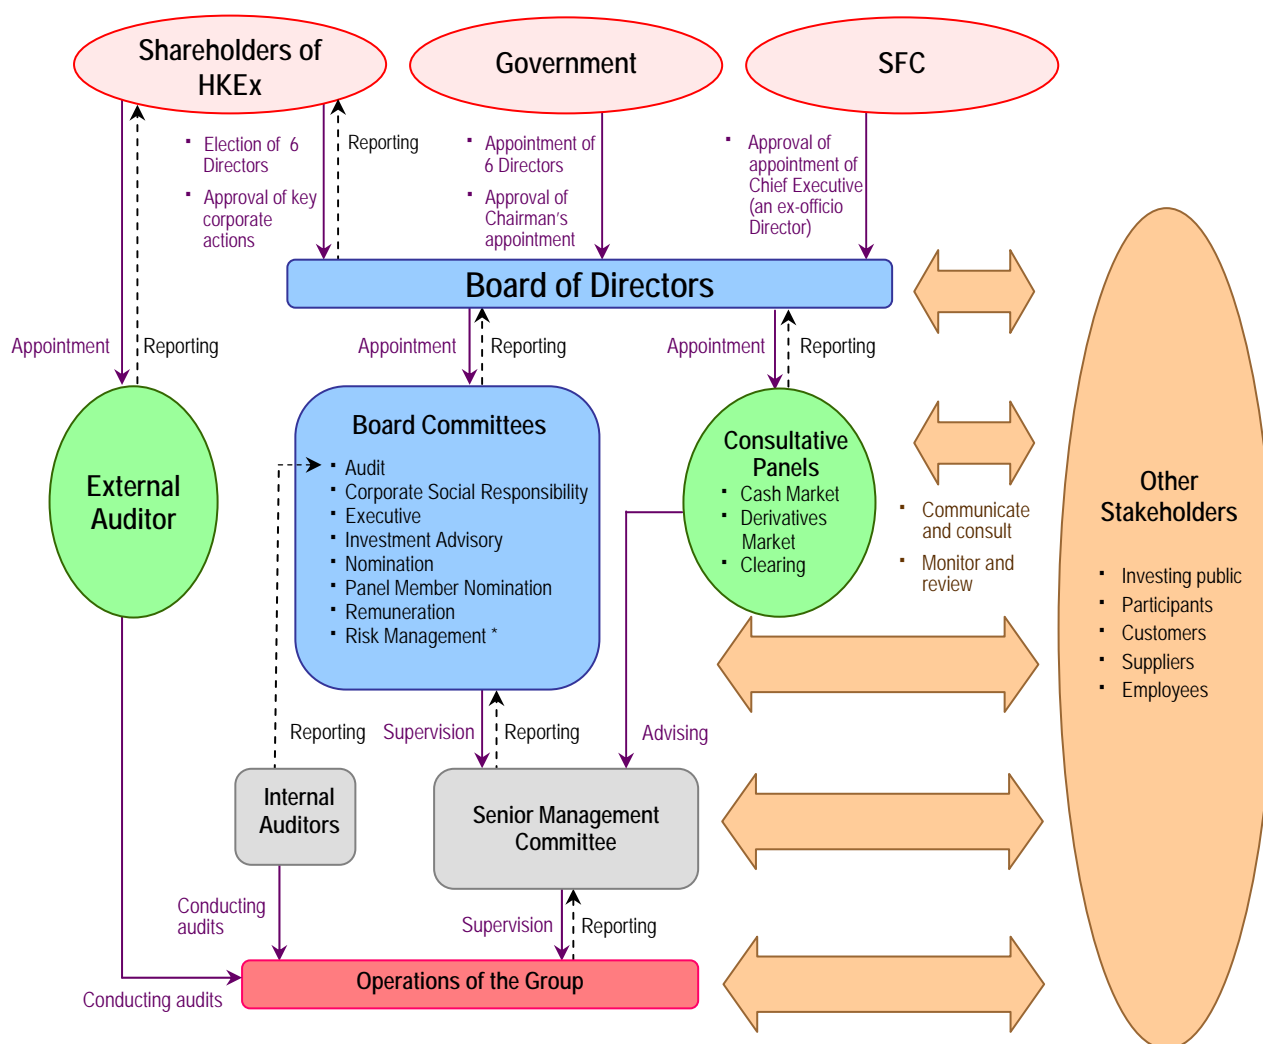 Shareholders of
HKEx
Government
SFC
▪ Election of 6
Directors
▪ Approval of key
corporate
actions
Reporting
▪ Appointment of
6 Directors
▪ Approval of
Chairman's
appointment
▪ Approval of
appointment of
Chief Executive
(an ex-officio
Director)
Board of Directors
Appointment
Reporting
Appointment
Reporting
Appointment
Reporting
External
Auditor
Board Committees
▪ Audit
▪ Corporate Social Responsibility
▪ Executive
▪ Investment Advisory
▪ Nomination
▪ Panel Member Nomination
▪ Remuneration
▪ Risk Management *
Consultative
Panels
▪ Cash Market
▪ Derivatives
Market
▪ Clearing
▪ Communicate
and consult
▪ Monitor and
review
Other
Stakeholders
▪ Investing public
▪ Participants
▪ Customers
▪ Suppliers
▪ Employees
Reporting
Supervision
Reporting
Advising
Internal
Auditors
Senior Management
Committee
Conducting
audits
Supervision
Reporting
Operations of the Group
Conducting audits